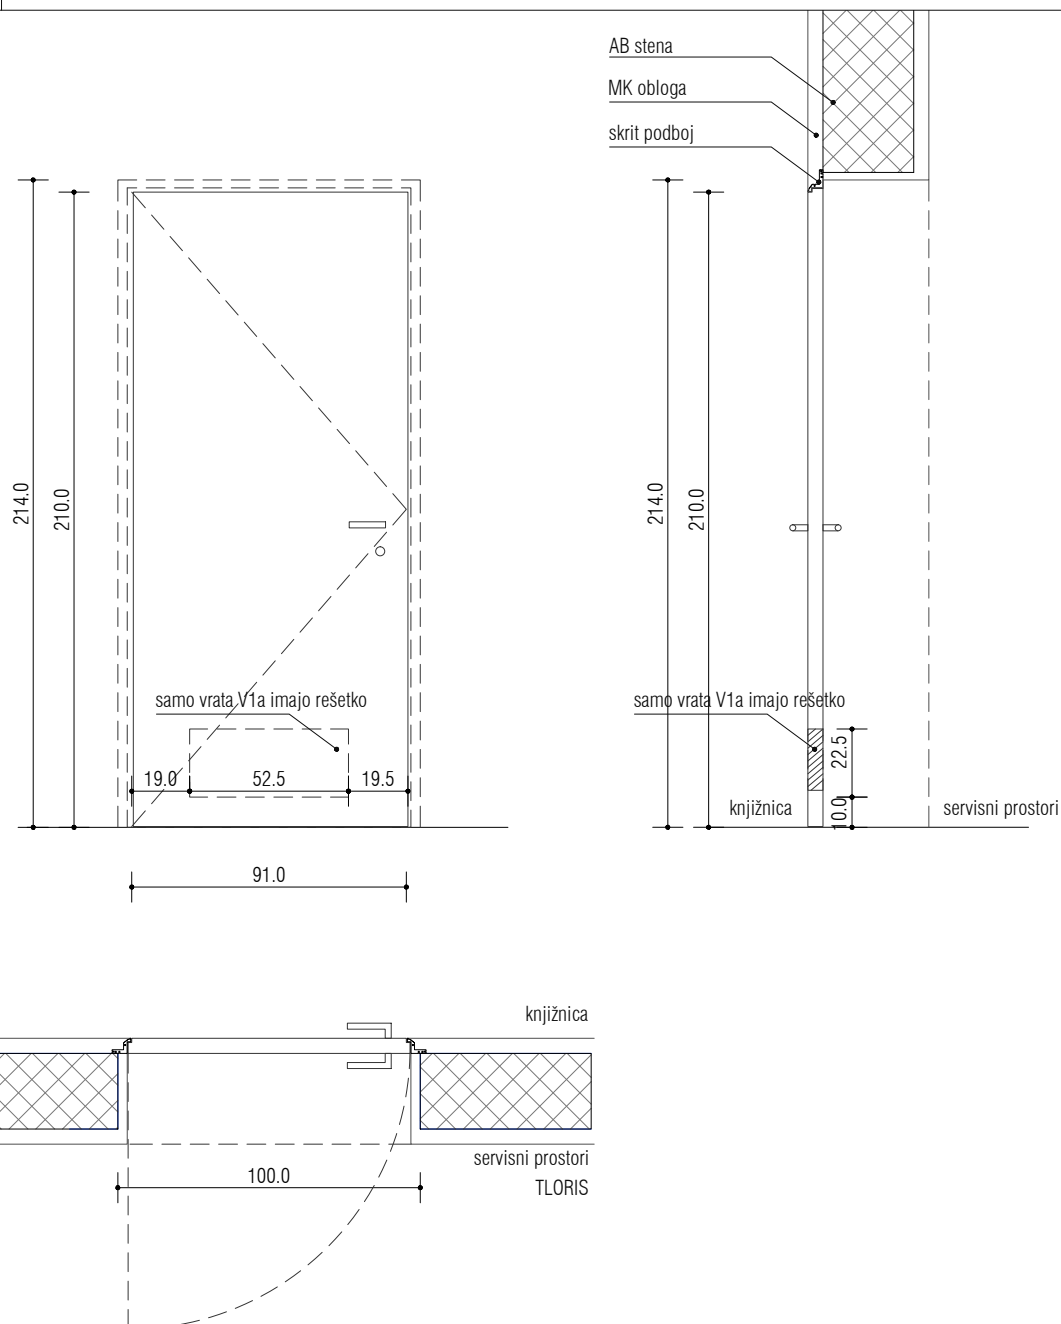 AB stena
MK obloga
skrit podboj
214.0
210.0
214.0
210.0
samo vrata V1a imajo rešetko
samo vrata V1a imajo rešetko
19.0
52.5
19.5
22.5
10.0
knjižnica
servisni prostori
91.0
knjižnica
servisni prostori
100.0
TLORIS